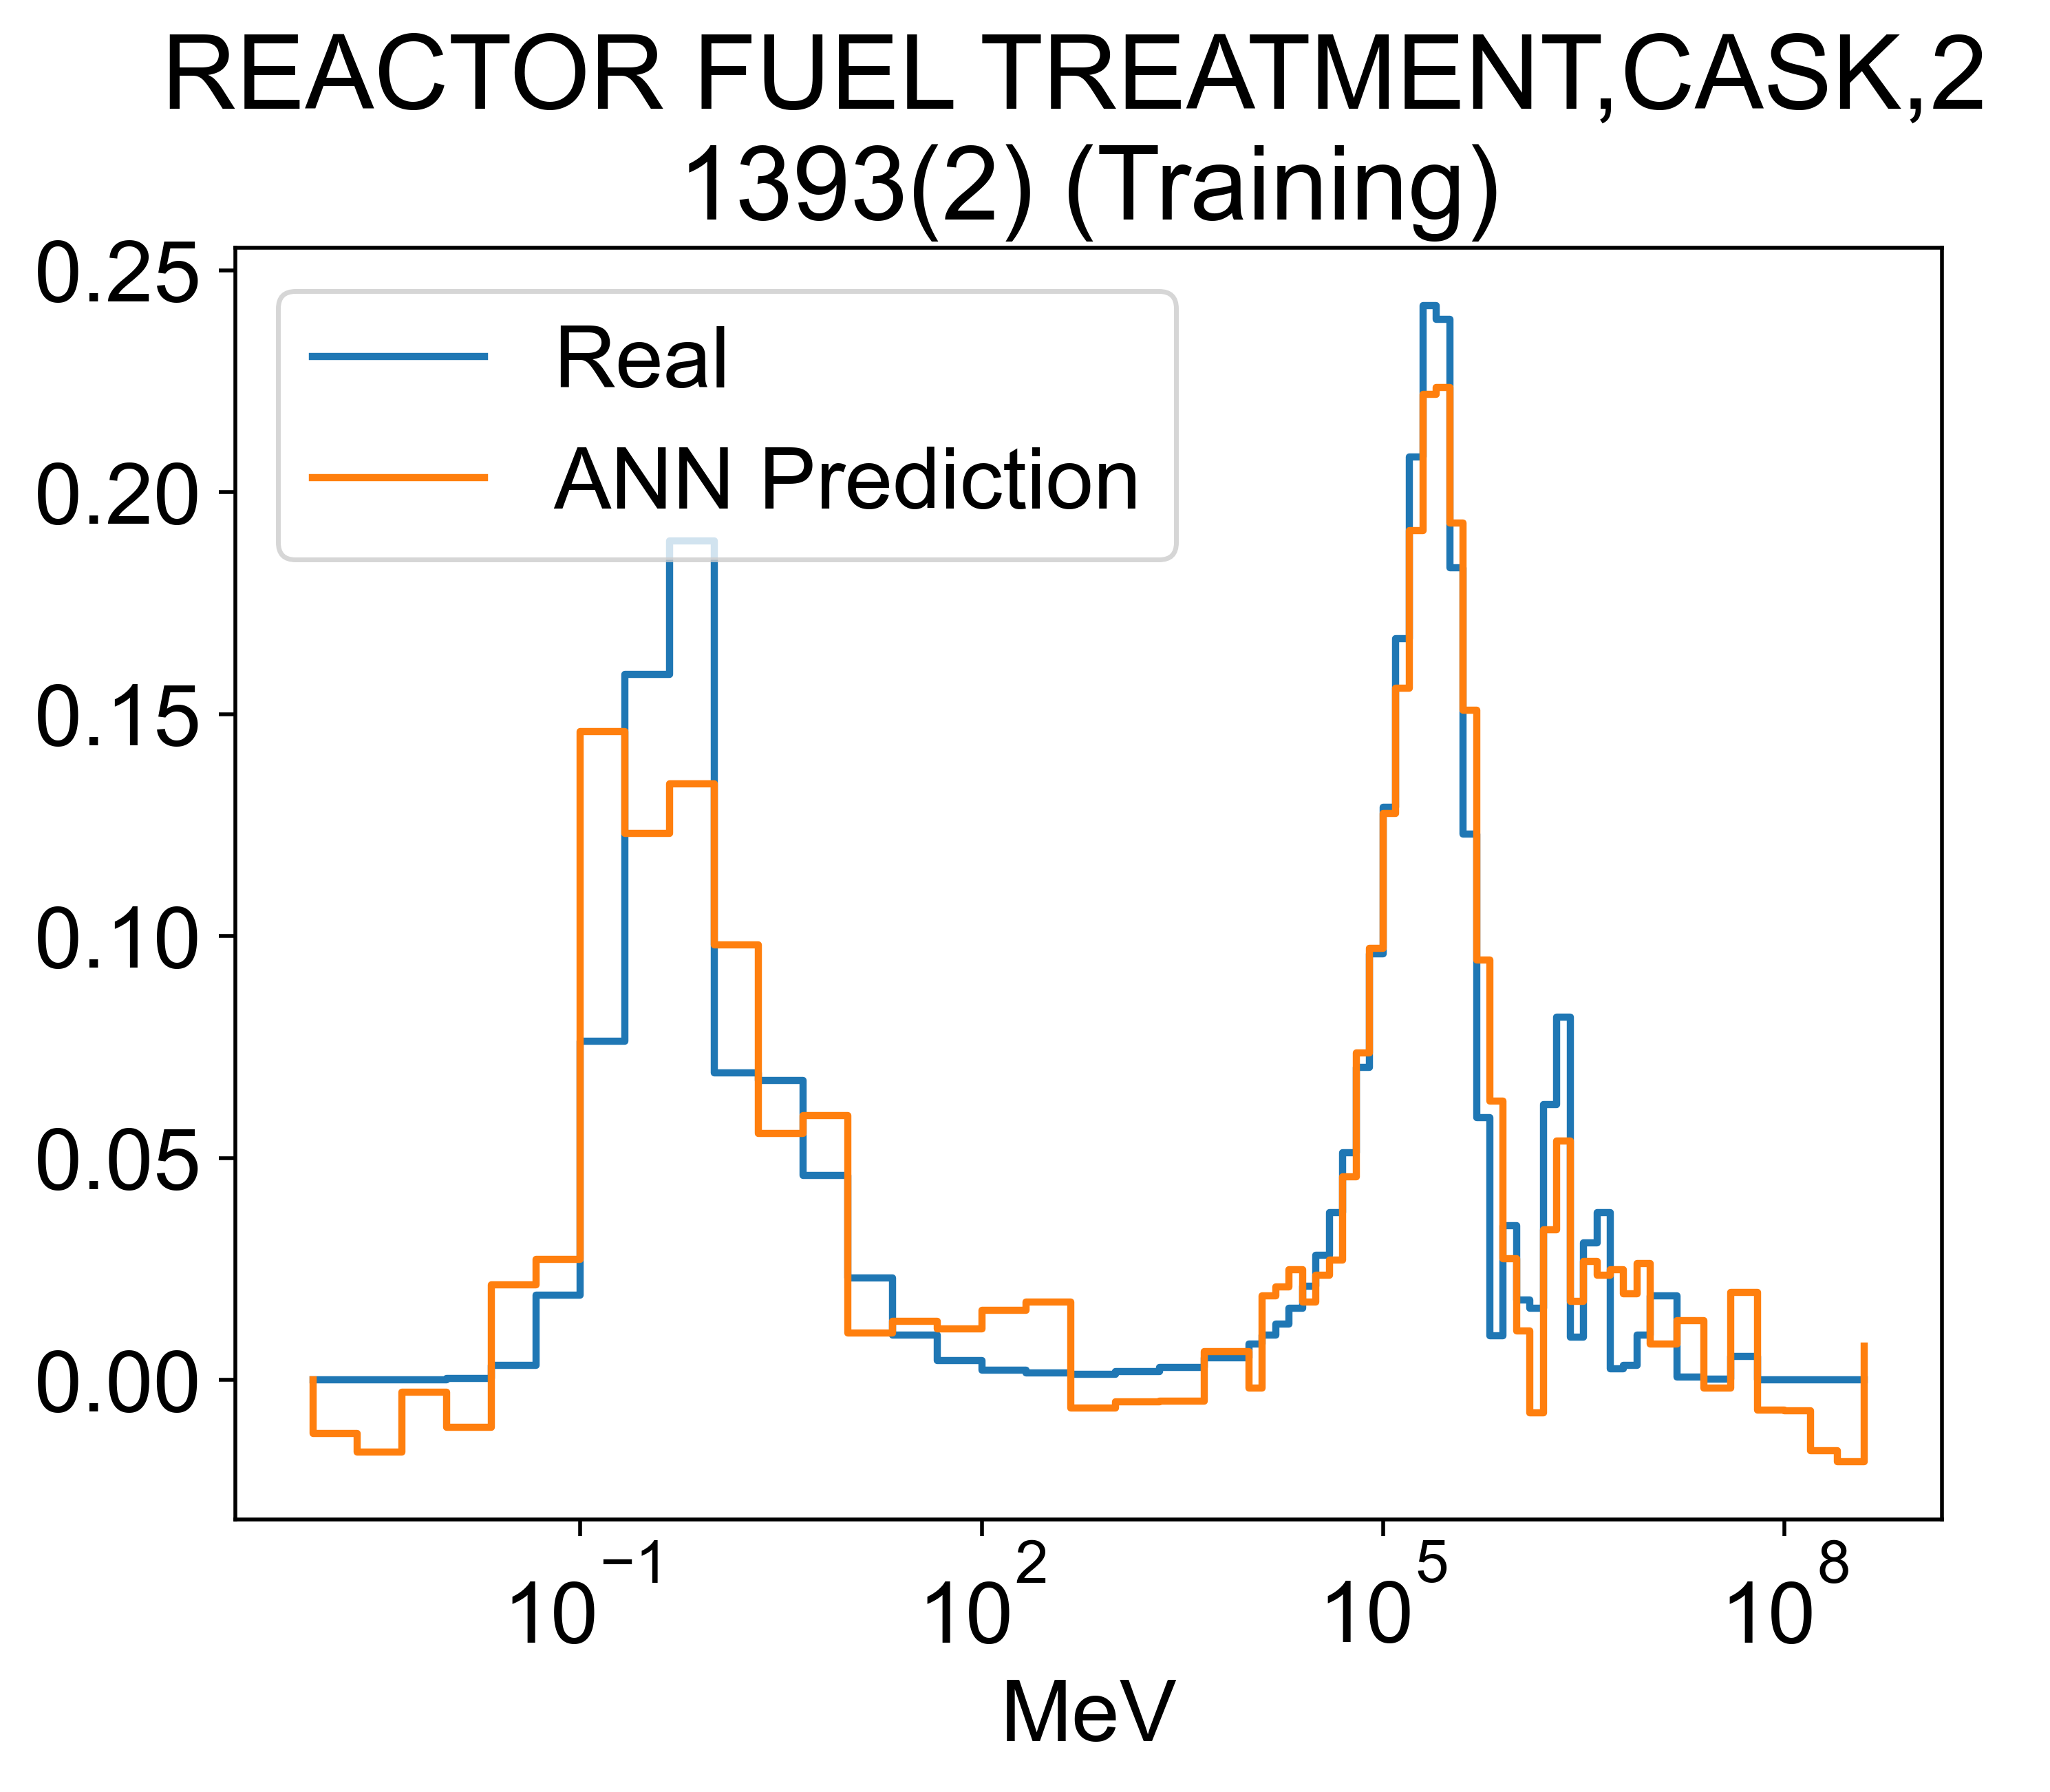 REACTOR FUEL TREATMENT,CASK,2
1393(2) (Training)
0.25
0.20
0.15
0.10
0.05
0.00
Real
ANN Prediction
10⁻¹
10²
10⁵
10⁸
MeV